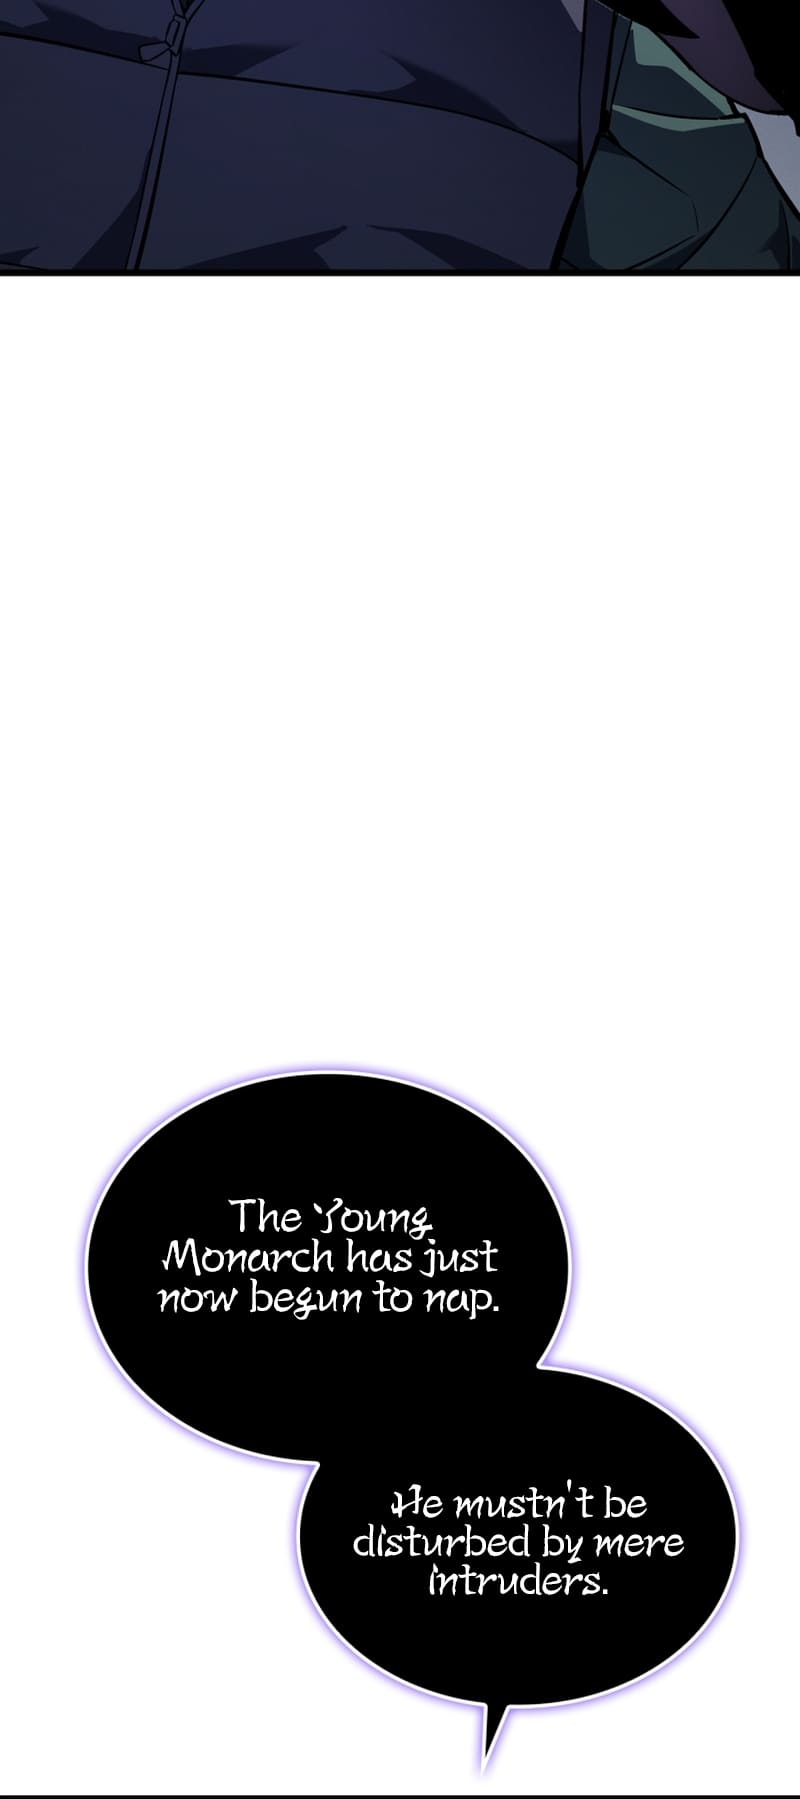 The Young
Monarch has just
now begun to nap.
He mustn't be
disturbed by mere
intruders.